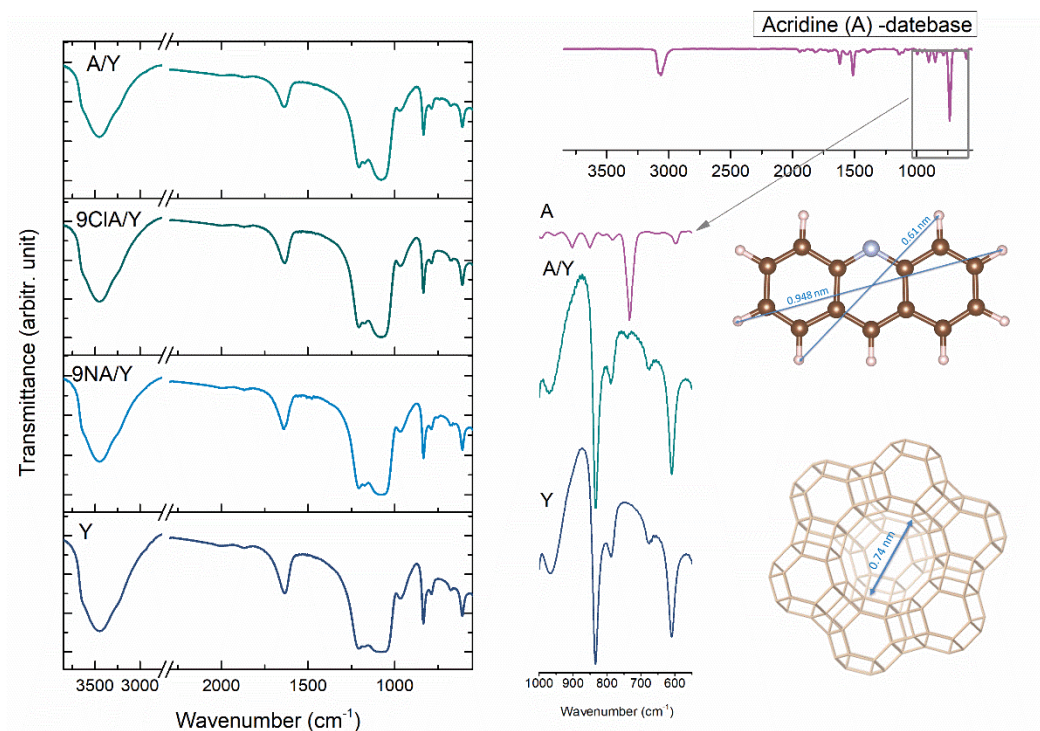 A/Y
9ClA/Y
9NA/Y
Y
Transmittance (arbitr. unit)
3500 3000 2000 1500 1000
Wavenumber (cm-1)
Acridine (A) -datebase
3500 3000 2500 2000 1500 1000
A
A/Y
Y
1000 900 800 700 600
Wavenumber (cm-1)
0.61 nm
0.948 nm
0.74 nm